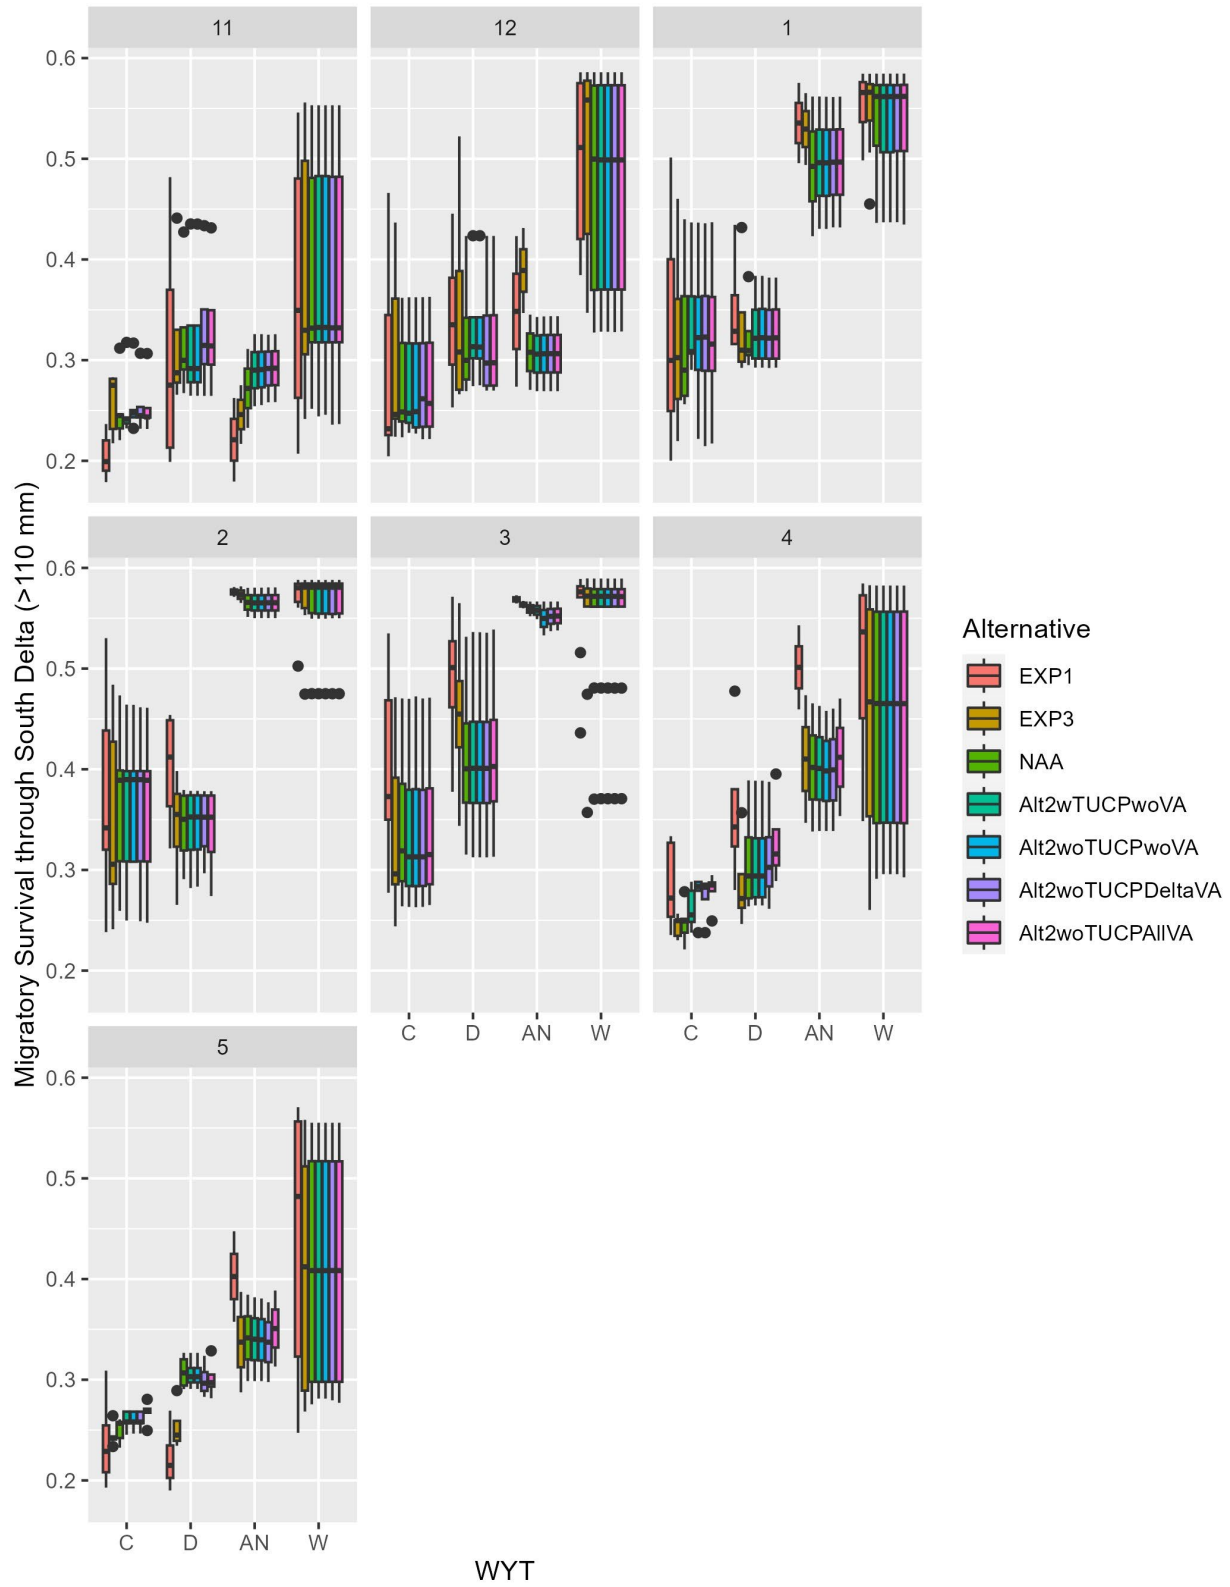 11
12
1
0.6
0.5
0.4
0.3
0.2
2
3
4
0.6
0.5
0.4
0.3
0.2
C
D
AN
W
C
D
AN
W
5
0.6
0.5
0.4
0.3
0.2
C
D
AN
W
WYT
Migratory Survival through South Delta (>110 mm)
Alternative
EXP1
EXP3
NAA
Alt2wTUCPwoVA
Alt2woTUCPwoVA
Alt2woTUCPDeltaVA
Alt2woTUCPAllVA